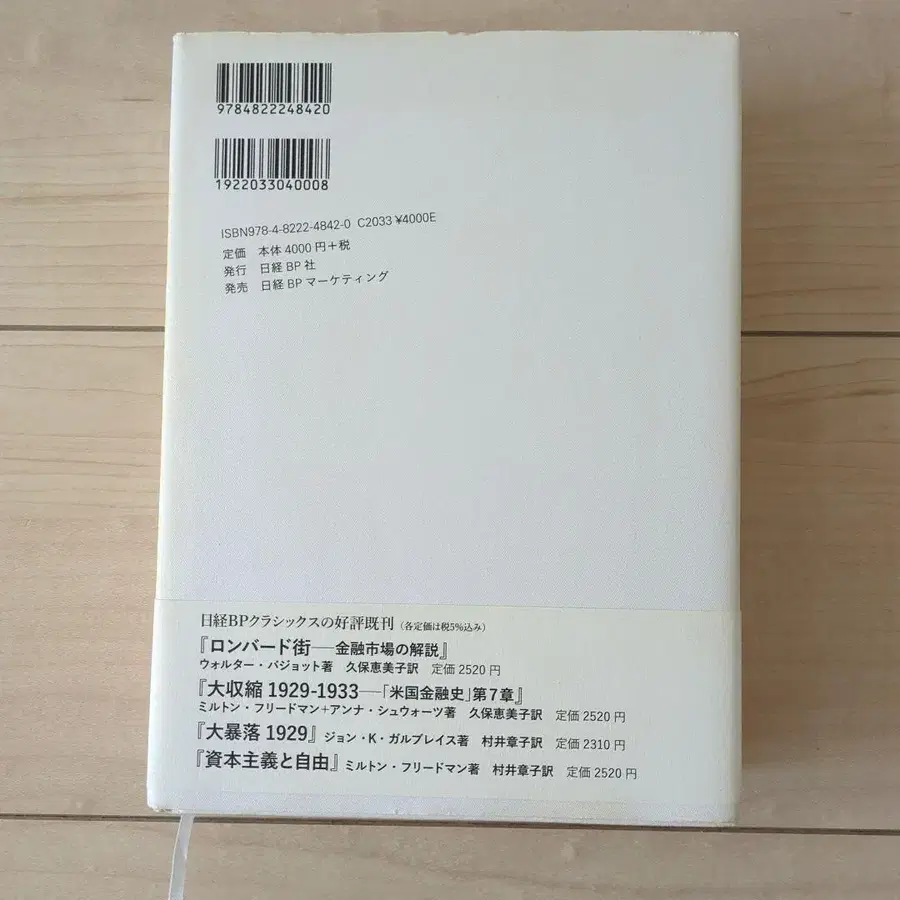 9784822248420
1922033040008
ISBN978-4-8222-4842-0 C2033 ¥4000E
定価 本体4000円+税
発行 日経BP社
発売 日経BPマーケティング
日経BPクラシックスの好評既刊（各定価は税5%込み）
『ロンバード街──金融市場の解説』
ウォルター・バジョット著 久保恵美子訳 定価 2520円
『大収縮 1929-1933──「米国金融史」第7章』
ミルトン・フリードマン+アンナ・シュウォーツ著 久保恵美子訳 定価 2520円
『大暴落 1929』 ジョン・K・ガルブレイス著 村井章子訳 定価 2310円
『資本主義と自由』 ミルトン・フリードマン著 村井章子訳 定価 2520円